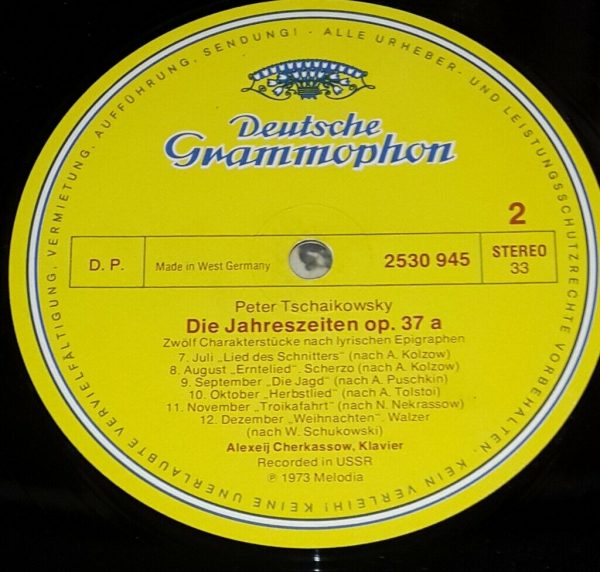 KEIN VERLEIH! KEINE UNERLAUBTE VERVIELFÄLTIGUNG, VERMIETUNG, AUFFÜHRUNG, SENDUNG! - ALLE URHEBER- UND LEISTUNGSSCHUTZRECHTE VORBEHALTEN.
Deutsche
Grammophon
2
D. P.
Made in West Germany
2530 945
STEREO
33
Peter Tschaikowsky
Die Jahreszeiten op. 37 a
Zwölf Charakterstücke nach lyrischen Epigraphen
7. Juli „Lied des Schnitters" (nach A. Kolzow)
8. August „Erntelied". Scherzo (nach A. Kolzow)
9. September „Die Jagd" (nach A. Puschkin)
10. Oktober „Herbstlied" (nach A. Tolstoi)
11. November „Troikafahrt" (nach N. Nekrassow)
12. Dezember „Weihnachten". Walzer
(nach W. Schukowski)
Alexeij Cherkassow, Klavier
Recorded in USSR
℗ 1973 Melodia